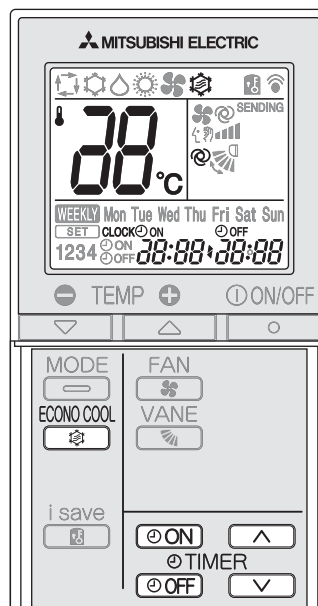 MITSUBISHI ELECTRIC
SENDING
88 °C
WEEKLY Mon Tue Wed Thu Fri Sat Sun
SET CLOCK ON OFF
1234 ON OFF 88:88 88:88
TEMP ON/OFF
MODE FAN
ECONO COOL VANE
i save
ON
TIMER
OFF